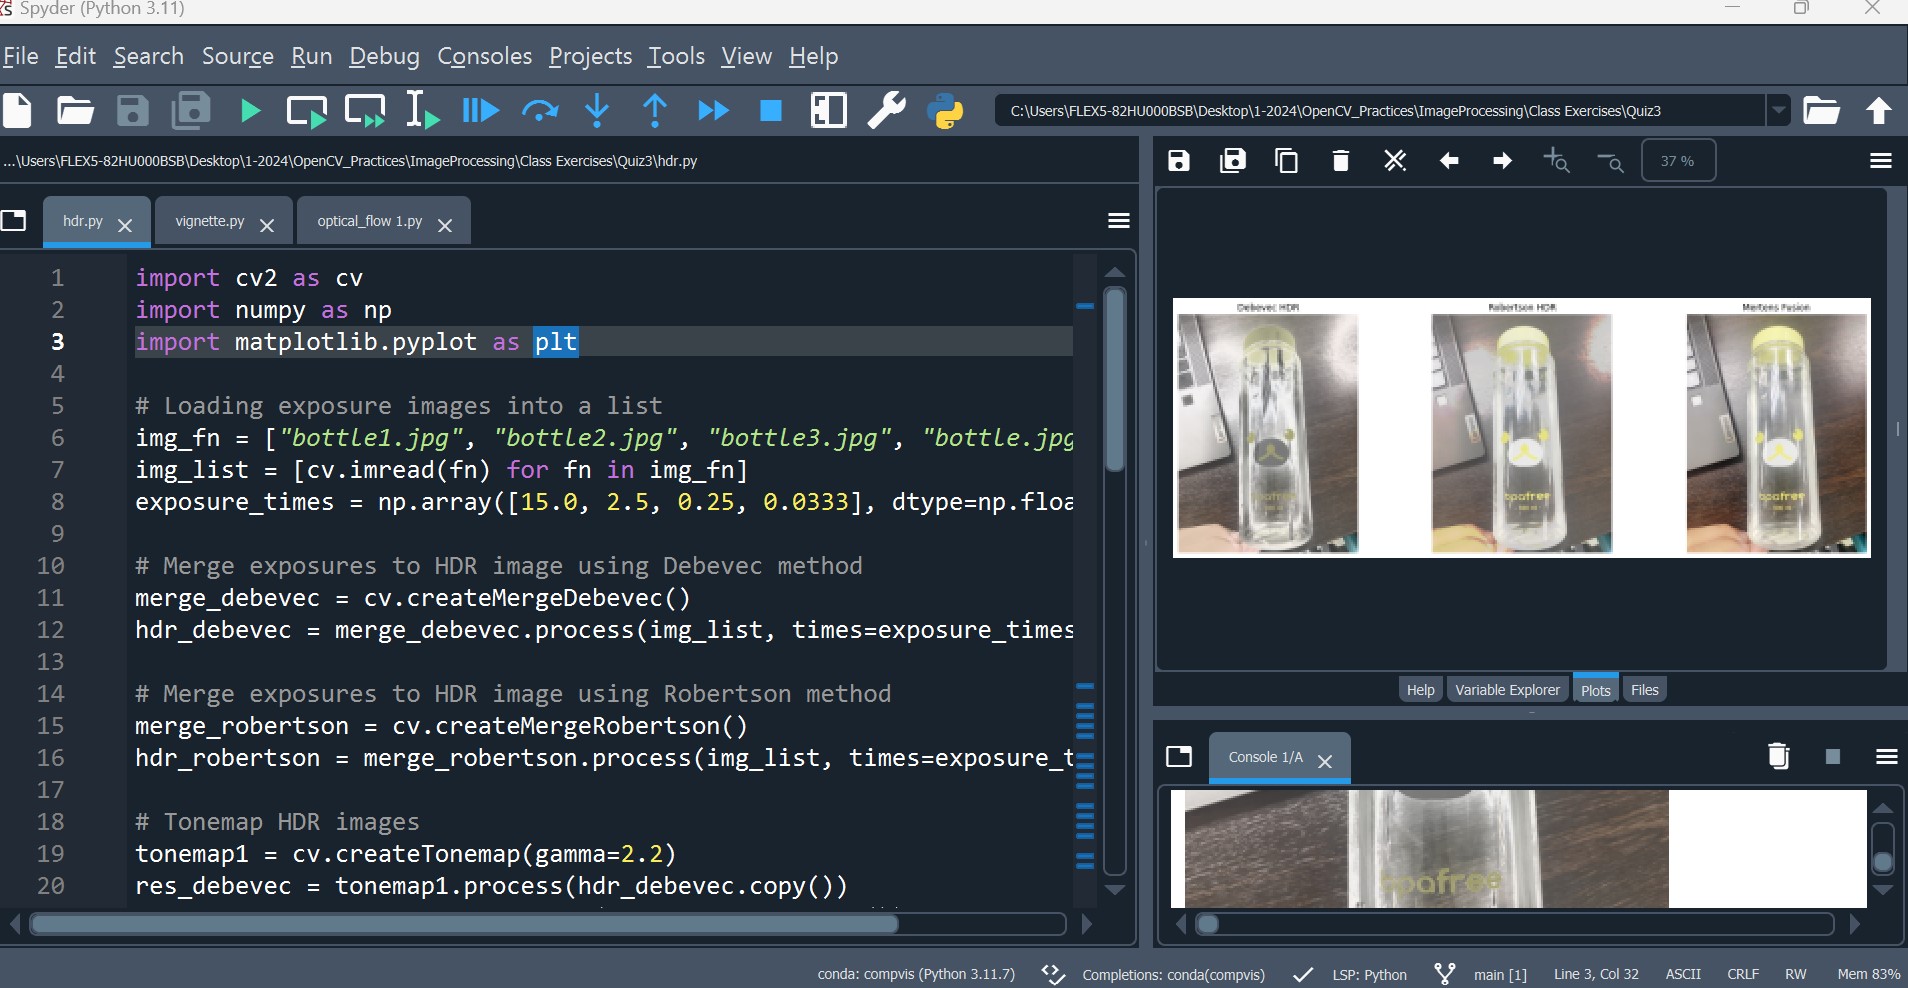 Spyder (Python 3.11)
File Edit Search Source Run Debug Consoles Projects Tools View Help
C:\Users\FLEX5-82HU000BSB\Desktop\1-2024\OpenCV_Practices\ImageProcessing\Class Exercises\Quiz3
...\Users\FLEX5-82HU000BSB\Desktop\1-2024\OpenCV_Practices\ImageProcessing\Class Exercises\Quiz3\hdr.py
37 %
hdr.py vignette.py optical_flow 1.py
1 import cv2 as cv
2 import numpy as np
3 import matplotlib.pyplot as plt
4
5 # Loading exposure images into a list
6 img_fn = ["bottle1.jpg", "bottle2.jpg", "bottle3.jpg", "bottle.jpg
7 img_list = [cv.imread(fn) for fn in img_fn]
8 exposure_times = np.array([15.0, 2.5, 0.25, 0.0333], dtype=np.floa
9
10 # Merge exposures to HDR image using Debevec method
11 merge_debevec = cv.createMergeDebevec()
12 hdr_debevec = merge_debevec.process(img_list, times=exposure_times
13
14 # Merge exposures to HDR image using Robertson method
15 merge_robertson = cv.createMergeRobertson()
16 hdr_robertson = merge_robertson.process(img_list, times=exposure_t
17
18 # Tonemap HDR images
19 tonemap1 = cv.createTonemap(gamma=2.2)
20 res_debevec = tonemap1.process(hdr_debevec.copy())
Debevec HDR Robertson HDR Mertens Fusion
bpafree bpafree bpafree
Help Variable Explorer Plots Files
Console 1/A
bpafree
conda: compvis (Python 3.11.7) Completions: conda(compvis) LSP: Python main [1] Line 3, Col 32 ASCII CRLF RW Mem 83%